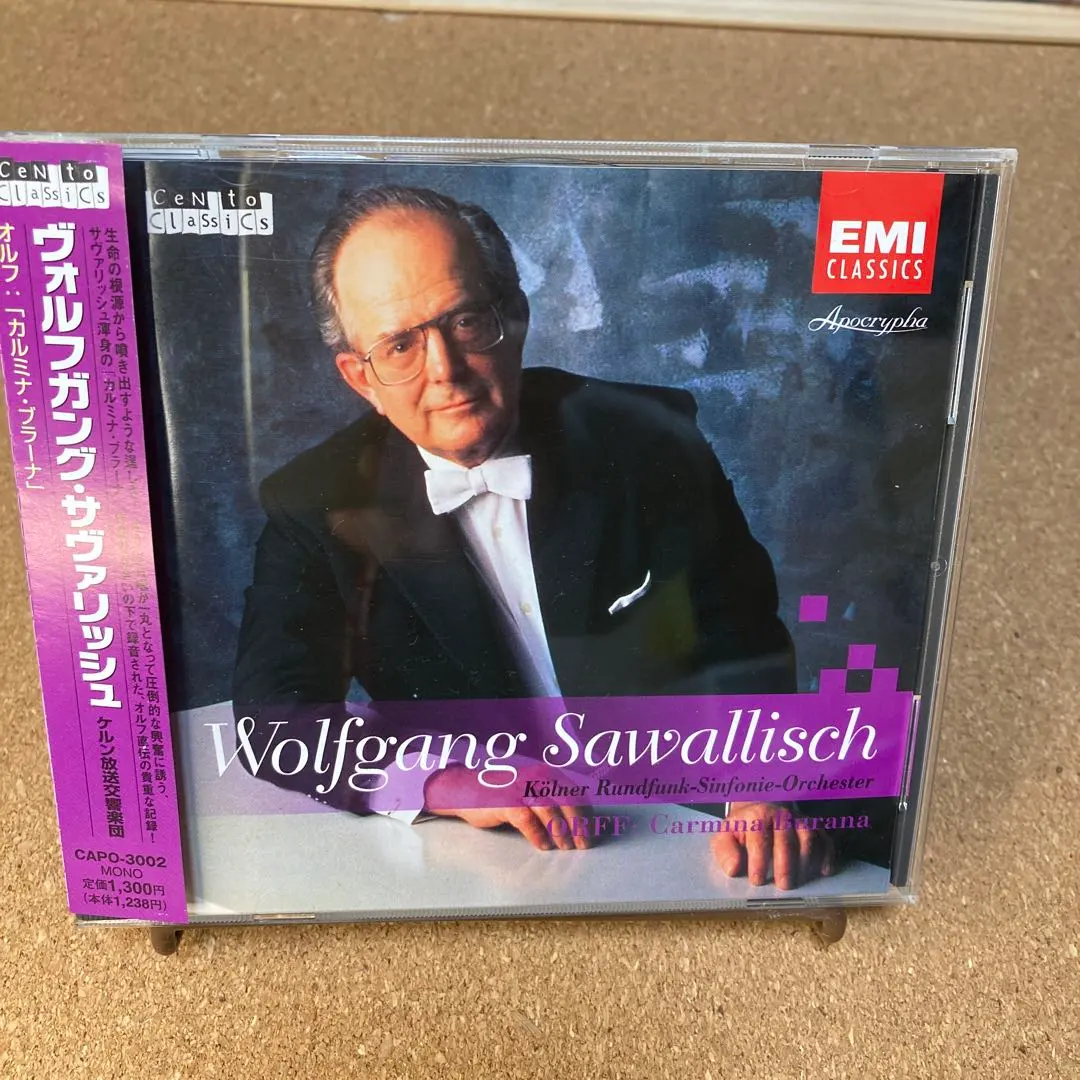 CeNto
ClassiCs
ヴォルフガング・サヴァリッシュ
ケルン放送交響楽団
オルフ:「カルミナ・ブラーナ」
生命の根源から噴き出すような逞し
サヴァリッシュ渾身の「カルミナ・ブラー
が一丸となって圧倒的な興奮に誘う、
いの下で録音された、オルフ直伝の貴重な記録!
CAPO-3002
MONO
定価1,300円
(本体1,238円)
CeNto
ClassiCs
EMI
CLASSICS
Apocrypha
Wolfgang Sawallisch
Kölner Rundfunk-Sinfonie-Orchester
ORFF: Carmina Burana